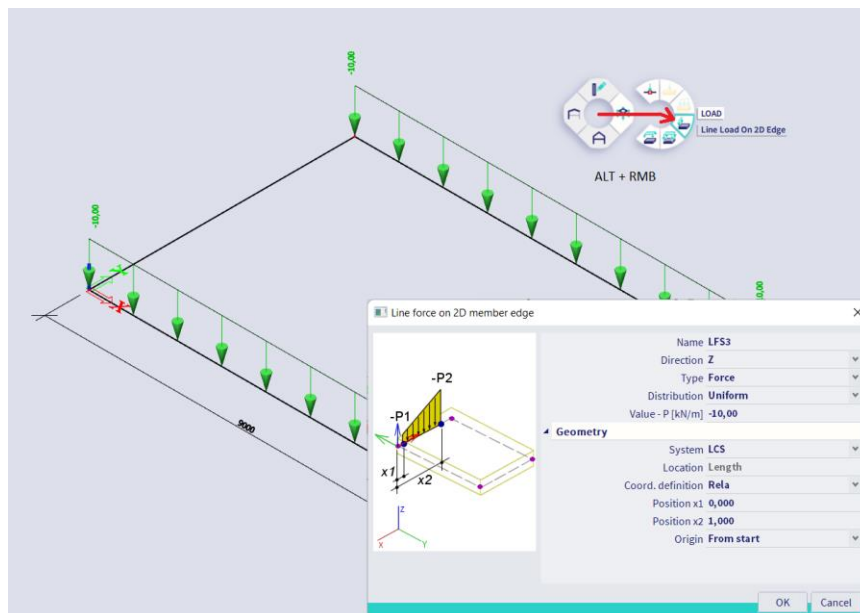 -10,00
LOAD
Line Load On 2D Edge
ALT + RMB
-10,00
9000
Line force on 2D member edge
-P2
-P1
x1
x2
Z
X
Y
Name LFS3
Direction Z
Type Force
Distribution Uniform
Value - P [kN/m] -10,00
Geometry
System LCS
Location Length
Coord. definition Rela
Position x1 0,000
Position x2 1,000
Origin From start
OK Cancel